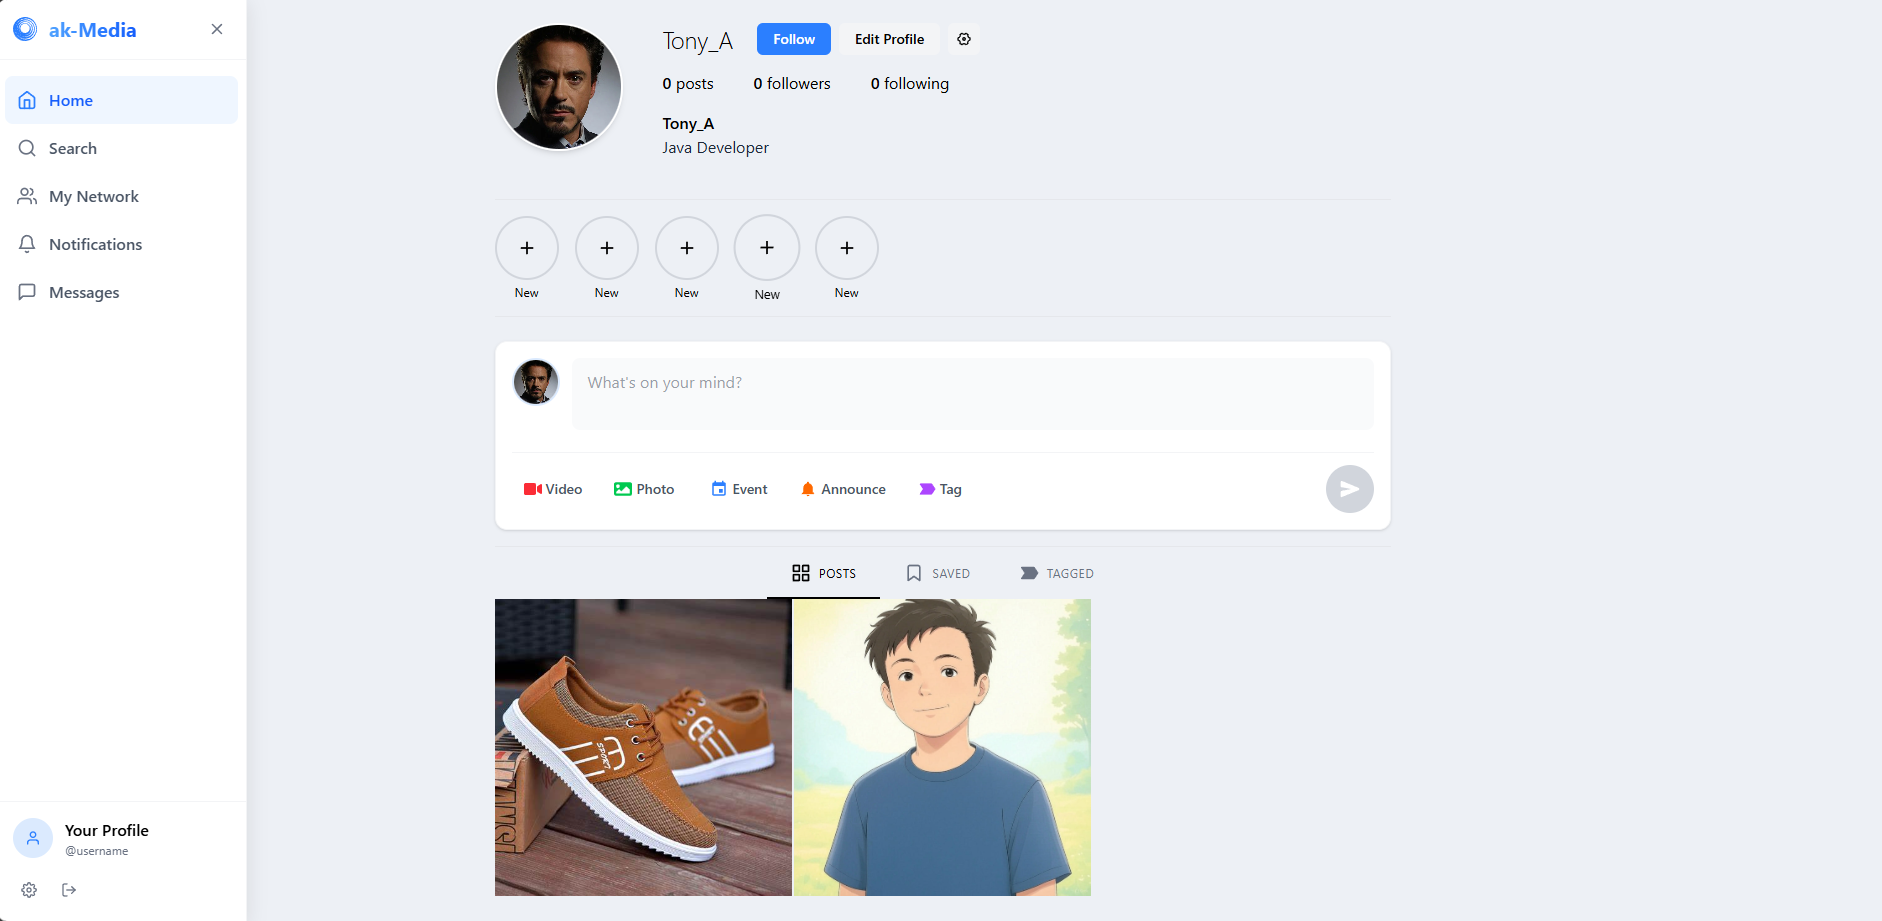 ak-Media
Home
Search
My Network
Notifications
Messages
Your Profile
@username
Tony_A
Follow
Edit Profile
0 posts
0 followers
0 following
Tony_A
Java Developer
New
New
New
New
New
What's on your mind?
Video
Photo
Event
Announce
Tag
POSTS
SAVED
TAGGED
SPORT